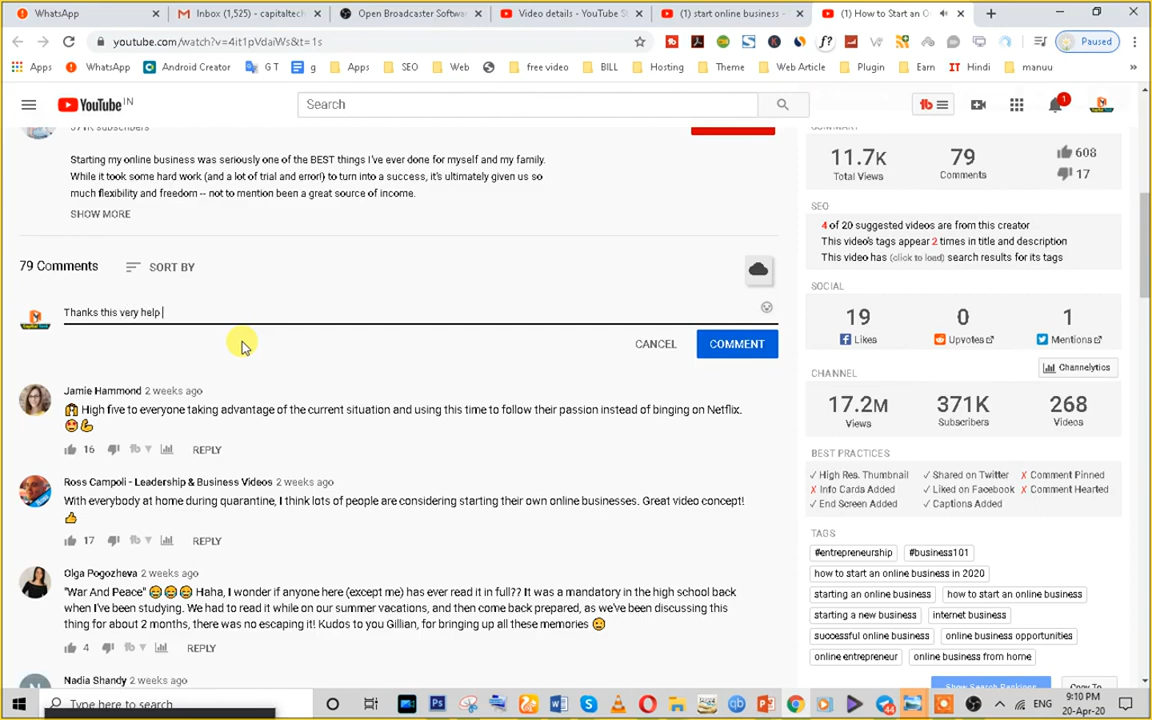 WhatsApp
Inbox (1,525) - capitaltech
Open Broadcaster Softwa
Video details - YouTube S
(1) start online business -
(1) How to Start an O
youtube.com/watch?v=4it1pVdaiWs&t=1s
Paused
Apps
WhatsApp
Android Creator
G T
g
Apps
SEO
Web
free video
BILL
Hosting
Theme
Web Article
Plugin
Earn
IT Hindi
manuu
YouTube IN
Search
1
371K subscribers
Starting my online business was seriously one of the BEST things I've ever done for myself and my family.
While it took some hard work (and a lot of trial and error!) to turn into a success, it's ultimately given us so
much flexibility and freedom -- not to mention been a great source of income.
SHOW MORE
79 Comments
SORT BY
Thanks this very help
CANCEL
COMMENT
Jamie Hammond 2 weeks ago
High five to everyone taking advantage of the current situation and using this time to follow their passion instead of binging on Netflix.
16
REPLY
Ross Campoli - Leadership & Business Videos 2 weeks ago
With everybody at home during quarantine, I think lots of people are considering starting their own online businesses. Great video concept!
17
REPLY
Olga Pogozheva 2 weeks ago
"War And Peace" 😂😂😂 Haha, I wonder if anyone here (except me) has ever read it in full?? It was a mandatory in the high school back
when I've been studying. We had to read it while on our summer vacations, and then come back prepared, as we've been discussing this
thing for about 2 months, there was no escaping it! Kudos to you Gillian, for bringing up all these memories
4
REPLY
Nadia Shandy 2 weeks ago
SUMMARY
11.7K
Total Views
79
Comments
608
17
SEO
4 of 20 suggested videos are from this creator
This video's tags appear 2 times in title and description
This video has (click to load) search results for its tags
SOCIAL
19
Likes
0
Upvotes
1
Mentions
Channelytics
CHANNEL
17.2M
Views
371K
Subscribers
268
Videos
BEST PRACTICES
✓ High Res. Thumbnail
✓ Shared on Twitter
✗ Comment Pinned
✗ Info Cards Added
✓ Liked on Facebook
✗ Comment Hearted
✓ End Screen Added
✓ Captions Added
TAGS
#entrepreneurship
#business101
how to start an online business in 2020
starting an online business
how to start an online business
starting a new business
internet business
successful online business
online business opportunities
online entrepreneur
online business from home
Show Search Rankings
Copy To
Type here to search
44
ENG
9:10 PM
20-Apr-20